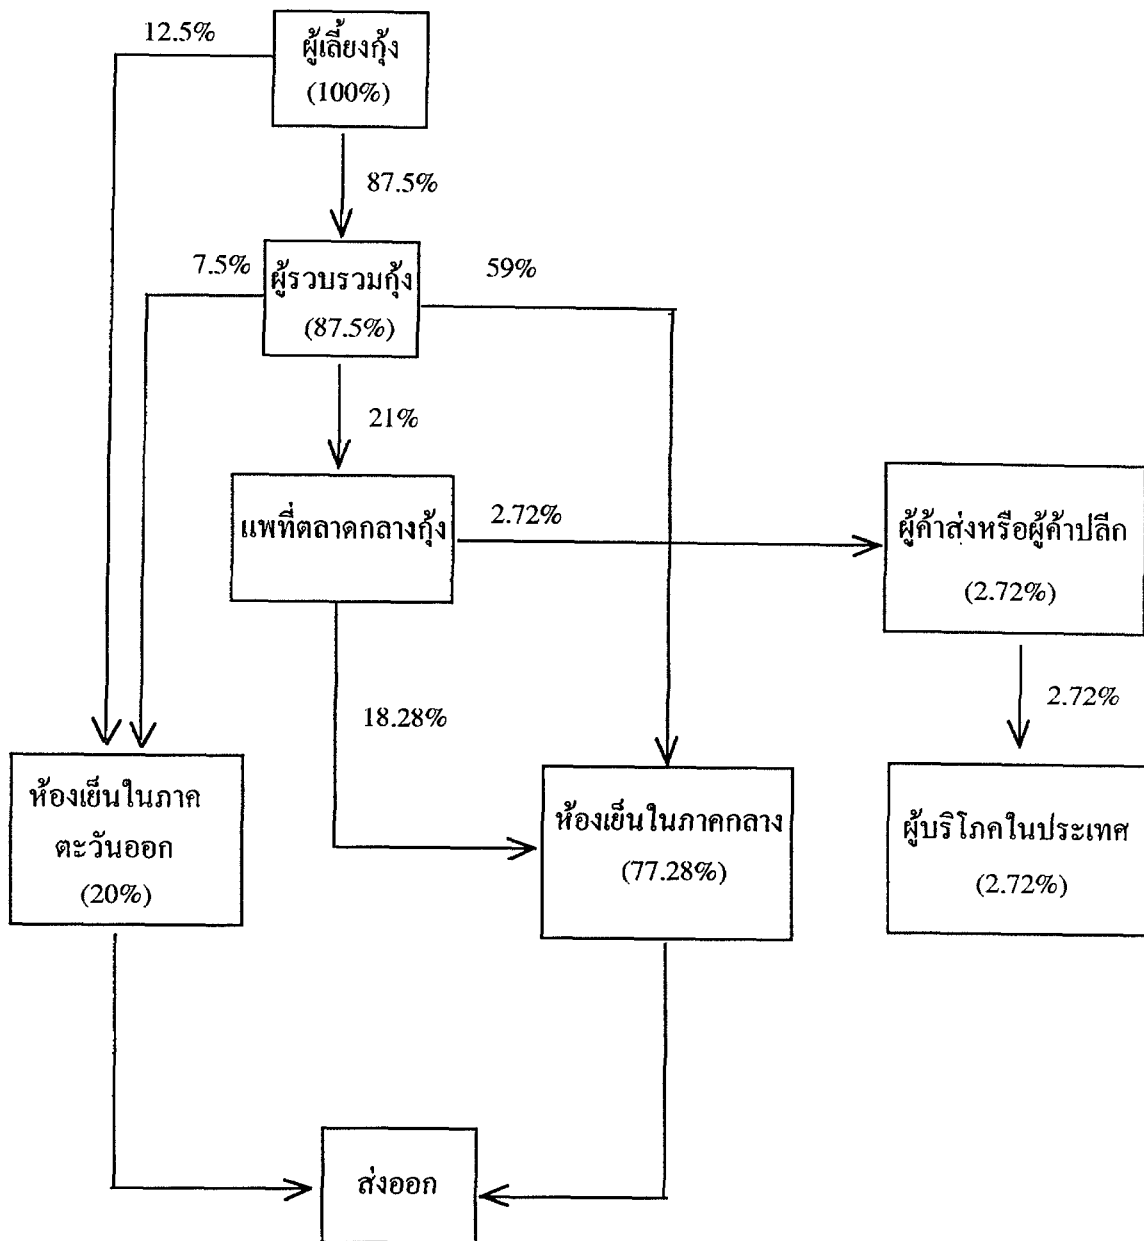 12.5%
ผู้เลี้ยงกุ้ง
(100%)
87.5%
7.5%
ผู้รวบรวมกุ้ง
59%
(87.5%)
21%
แพที่ตลาดกลางกุ้ง
2.72%
ผู้ค้าส่งหรือผู้ค้าปลีก
(2.72%)
18.28%
2.72%
ห้องเย็นในภาค
ตะวันออก
(20%)
ห้องเย็นในภาคกลาง
(77.28%)
ผู้บริโภคในประเทศ
(2.72%)
ส่งออก